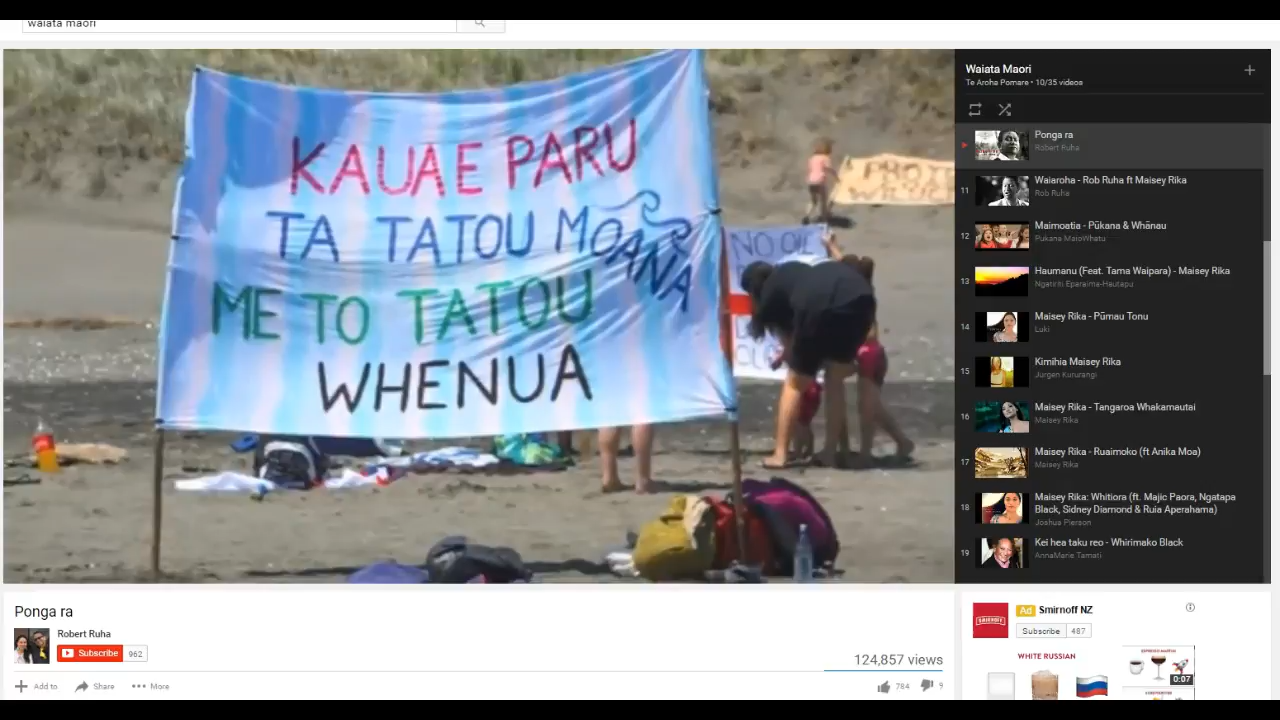 waiata maori
KAUAE PARU
TA TATOU MOANA
ME TO TATOU
WHENUA
NO OIL
Waiata Maori
Te Aroha Pomare • 10/35 videos
Ponga ra
Robert Ruha
11
Waiaroha - Rob Ruha ft Maisey Rika
Rob Ruha
12
Maimoatia - Pūkana & Whānau
Pukana MaioWhatu
13
Haumanu (Feat. Tama Waipara) - Maisey Rika
Ngatiriti Eparaima-Hautapu
14
Maisey Rika - Pūmau Tonu
Luki
15
Kimihia Maisey Rika
Jürgen Kururangi
16
Maisey Rika - Tangaroa Whakamautai
Maisey Rika
17
Maisey Rika - Ruaimoko (ft Anika Moa)
Maisey Rika
18
Maisey Rika: Whitiora (ft. Majic Paora, Ngatapa
Black, Sidney Diamond & Ruia Aperahama)
Joshua Pierson
19
Kei hea taku reo - Whirimako Black
AnnaMarie Tamati
Ponga ra
Robert Ruha
Subscribe 962
124,857 views
Add to Share More
784 9
Ad Smirnoff NZ
Subscribe 487
WHITE RUSSIAN
ESPRESSO MARTINI
0:07